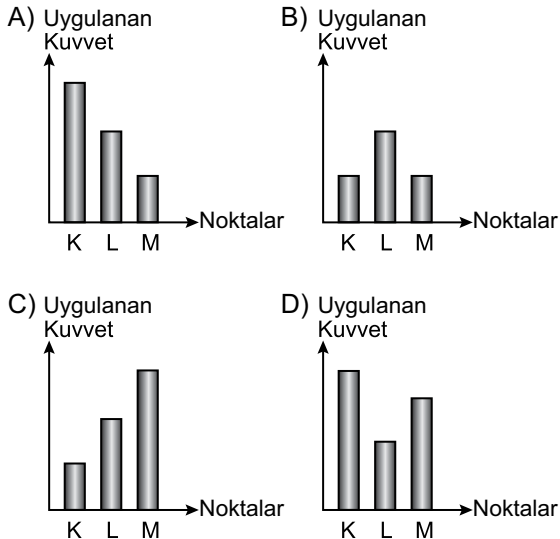 A) Uygulanan
Kuvvet
Noktalar
K L M
B) Uygulanan
Kuvvet
Noktalar
K L M
C) Uygulanan
Kuvvet
Noktalar
K L M
D) Uygulanan
Kuvvet
Noktalar
K L M